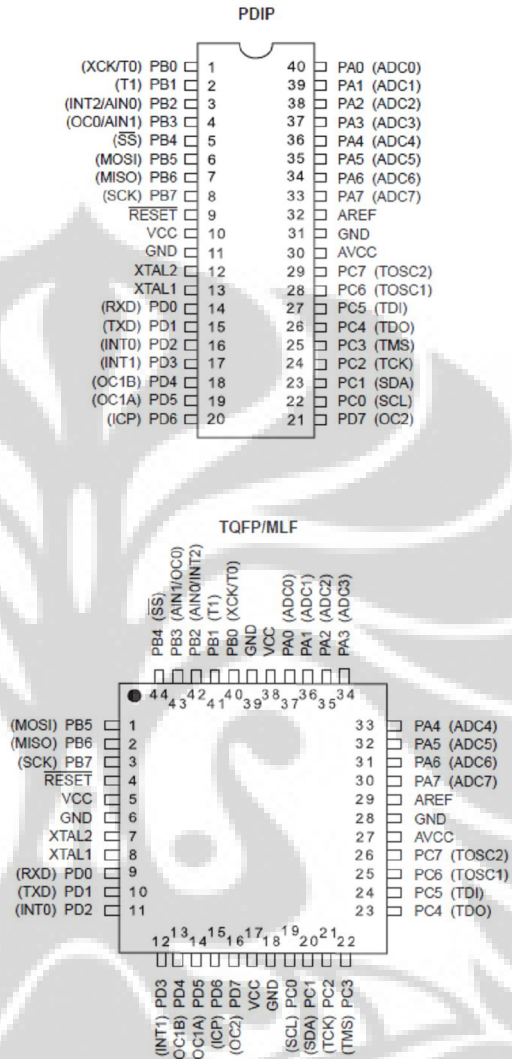 PDIP
(XCK/T0) PB0 1 40 PA0 (ADC0)
(T1) PB1 2 39 PA1 (ADC1)
(INT2/AIN0) PB2 3 38 PA2 (ADC2)
(OC0/AIN1) PB3 4 37 PA3 (ADC3)
(SS) PB4 5 36 PA4 (ADC4)
(MOSI) PB5 6 35 PA5 (ADC5)
(MISO) PB6 7 34 PA6 (ADC6)
(SCK) PB7 8 33 PA7 (ADC7)
RESET 9 32 AREF
VCC 10 31 GND
GND 11 30 AVCC
XTAL2 12 29 PC7 (TOSC2)
XTAL1 13 28 PC6 (TOSC1)
(RXD) PD0 14 27 PC5 (TDI)
(TXD) PD1 15 26 PC4 (TDO)
(INT0) PD2 16 25 PC3 (TMS)
(INT1) PD3 17 24 PC2 (TCK)
(OC1B) PD4 18 23 PC1 (SDA)
(OC1A) PD5 19 22 PC0 (SCL)
(ICP) PD6 20 21 PD7 (OC2)
TQFP/MLF
PB4 (SS)
PB3 (AIN1/OC0)
PB2 (AIN0/INT2)
PB1 (T1)
PB0 (XCK/T0)
GND
VCC
PA0 (ADC0)
PA1 (ADC1)
PA2 (ADC2)
PA3 (ADC3)
44 43 42 41 40 39 38 37 36 35 34
(MOSI) PB5 1 33 PA4 (ADC4)
(MISO) PB6 2 32 PA5 (ADC5)
(SCK) PB7 3 31 PA6 (ADC6)
RESET 4 30 PA7 (ADC7)
VCC 5 29 AREF
GND 6 28 GND
XTAL2 7 27 AVCC
XTAL1 8 26 PC7 (TOSC2)
(RXD) PD0 9 25 PC6 (TOSC1)
(TXD) PD1 10 24 PC5 (TDI)
(INT0) PD2 11 23 PC4 (TDO)
12 13 14 15 16 17 18 19 20 21 22
(INT1) PD3
OC1B) PD4
OC1A) PD5
(ICP) PD6
(OC2) PD7
VCC
GND
(SCL) PC0
(SDA) PC1
(TCK) PC2
(TMS) PC3